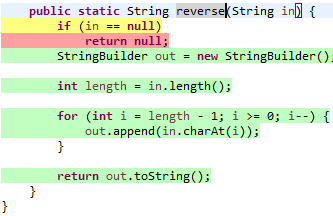 public static String reverse(String in) {
if (in == null)
return null;
StringBuilder out = new StringBuilder();
int length = in.length();
for (int i = length - 1; i >= 0; i--) {
out.append(in.charAt(i));
}
return out.toString();
}
}